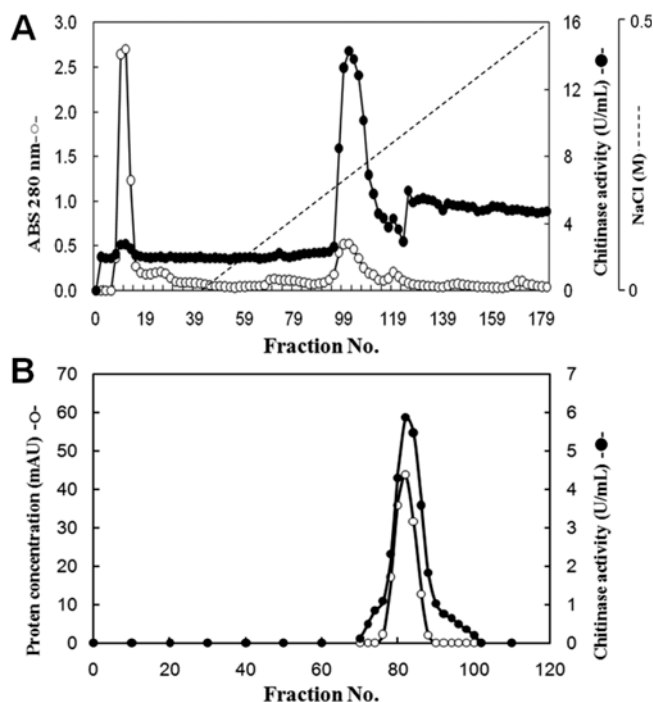 A
ABS 280 nm-○-
3.0
2.5
2.0
1.5
1.0
0.5
0.0
0 19 39 59 79 99 119 139 159 179
Fraction No.
16
12
8
4
0
Chitinase activity (U/mL) -●-
0.5
0
NaCl (M) -----
B
Proten concentration (mAU) -○-
70
60
50
40
30
20
10
0
0 20 40 60 80 100 120
Fraction No.
7
6
5
4
3
2
1
0
Chitinase activity (U/mL) -●-